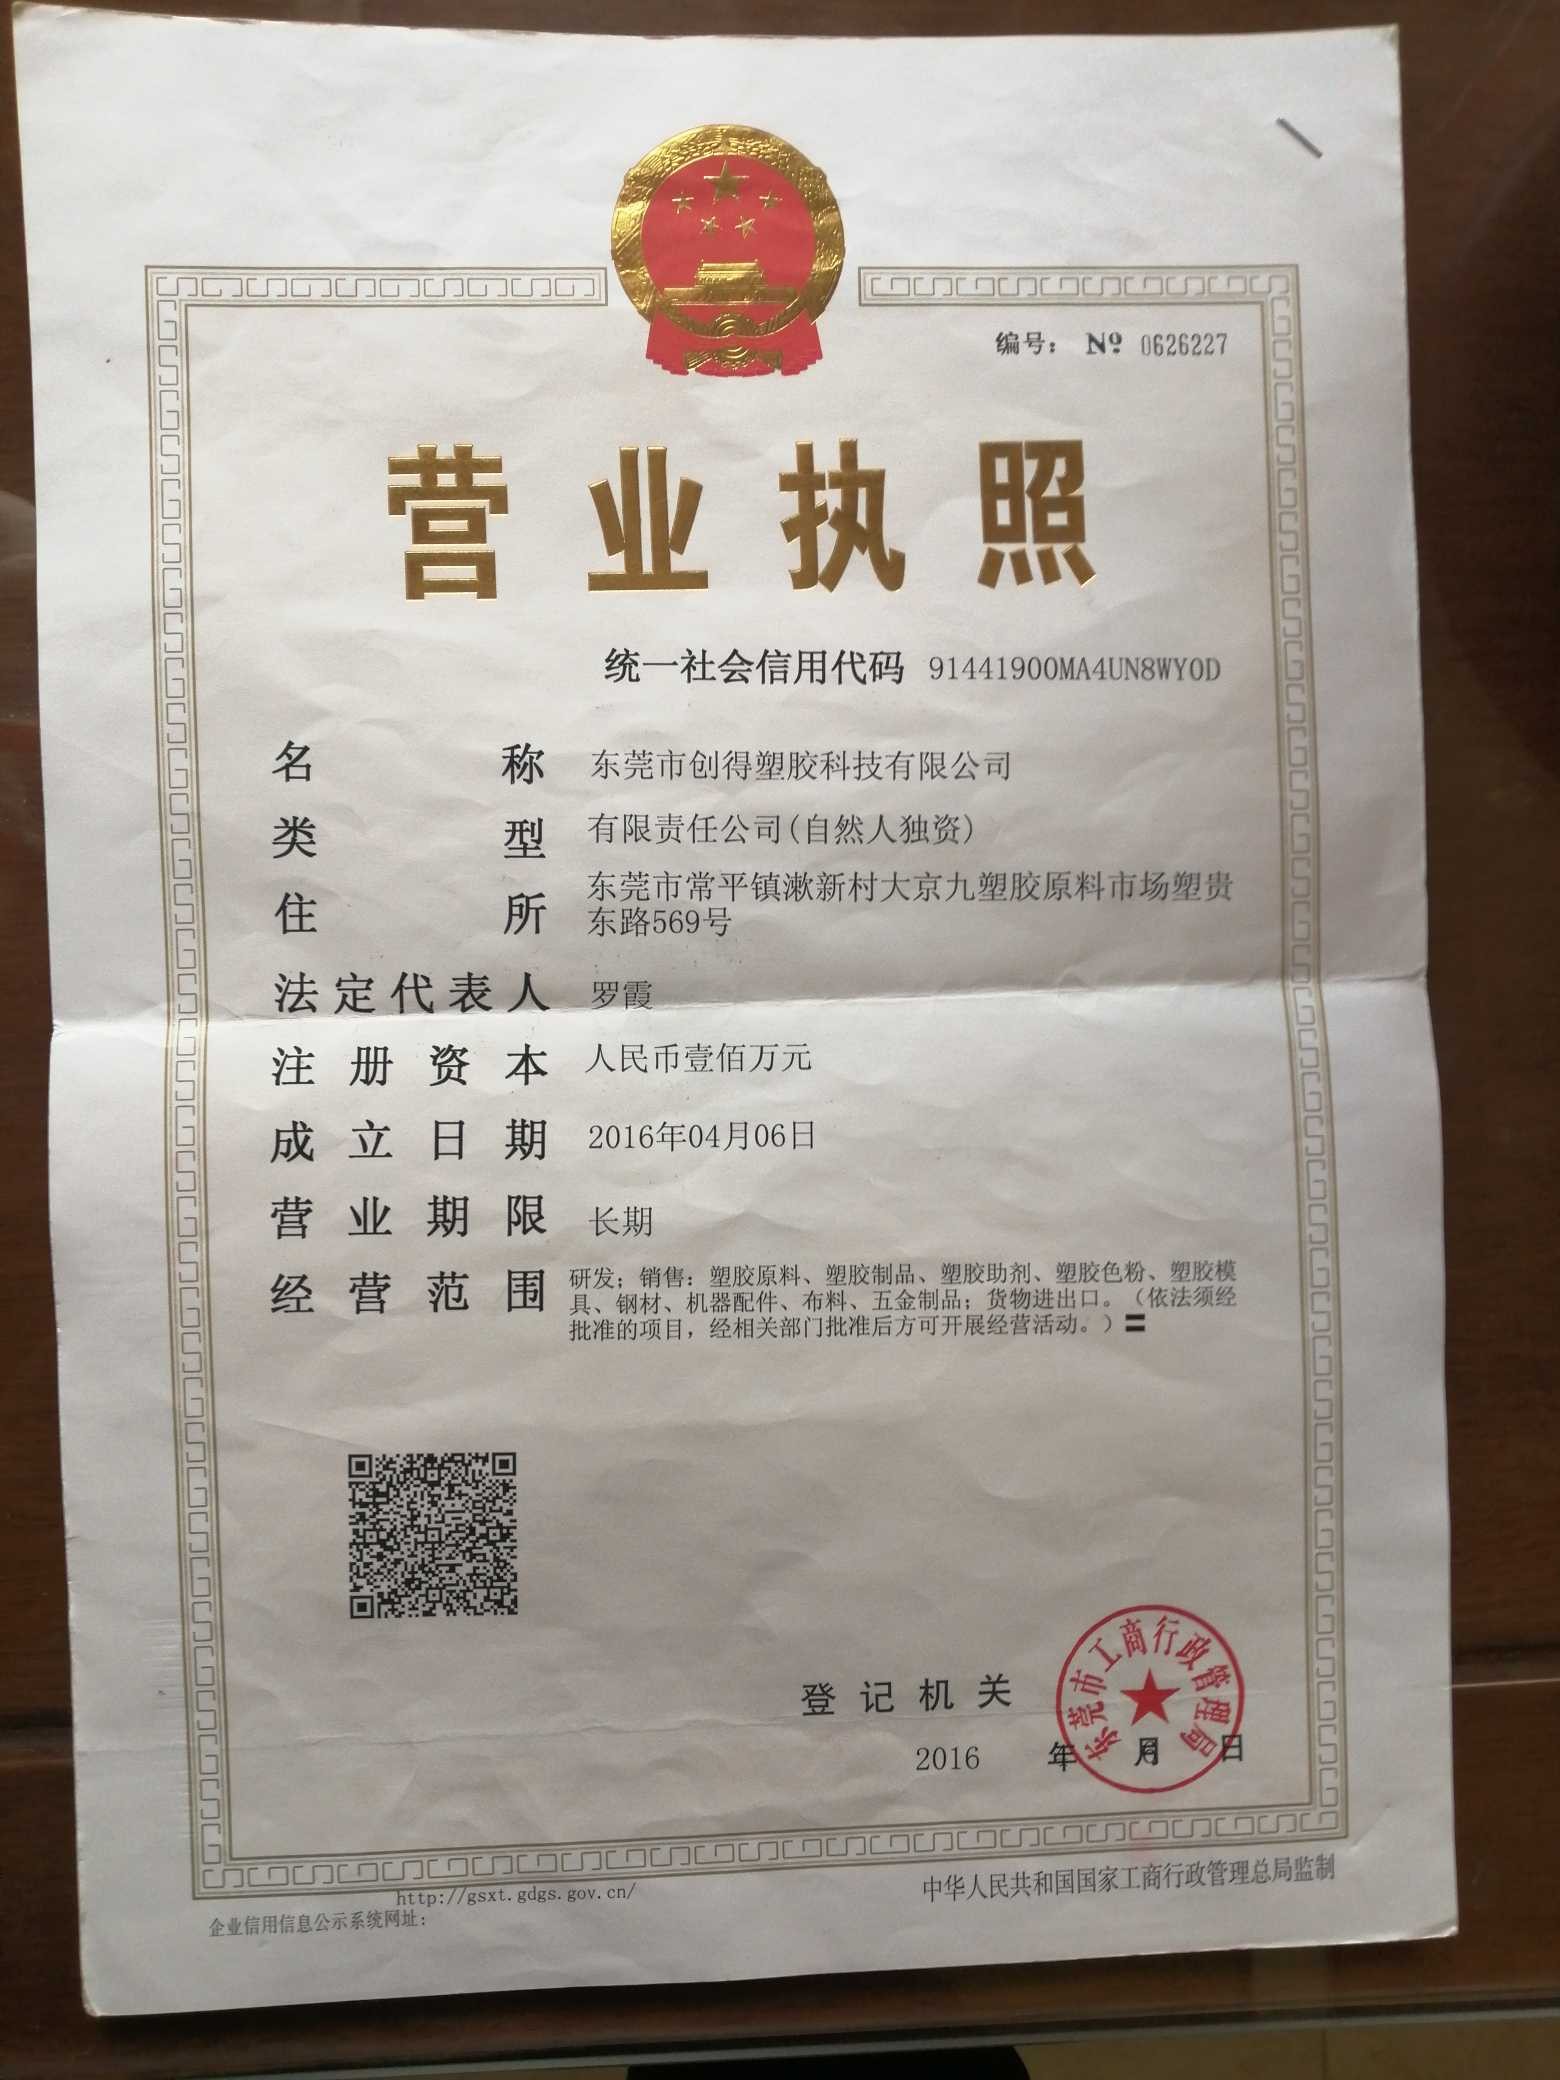 编号： № 0626227
营业执照
统一社会信用代码 91441900MA4UN8WY0D
名称 东莞市创得塑胶科技有限公司
类型 有限责任公司(自然人独资)
住所 东莞市常平镇漱新村大京九塑胶原料市场塑贵
东路569号
法定代表人 罗霞
注册资本 人民币壹佰万元
成立日期 2016年04月06日
营业期限 长期
经营范围 研发；销售：塑胶原料、塑胶制品、塑胶助剂、塑胶色粉、塑胶模
具、钢材、机器配件、布料、五金制品；货物进出口。（依法须经
批准的项目，经相关部门批准后方可开展经营活动。）〓
登记机关
东莞市工商行政管理局
2016 年 月 日
http://gsxt.gdgs.gov.cn/
企业信用信息公示系统网址：
中华人民共和国国家工商行政管理总局监制